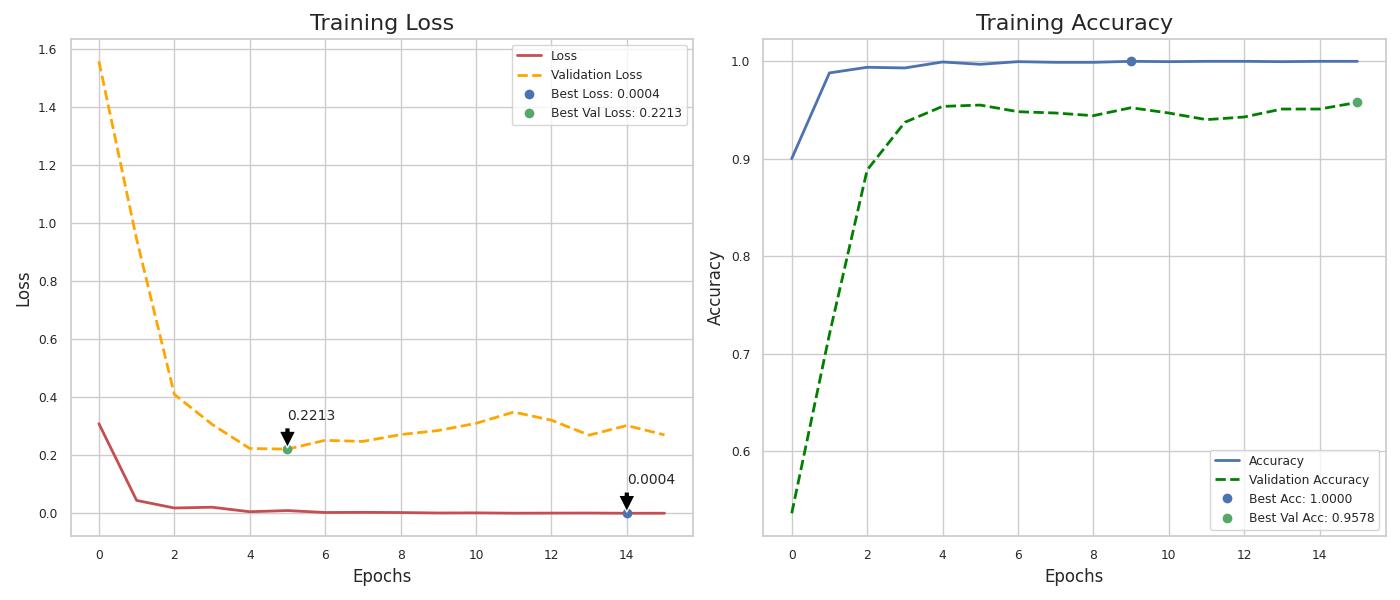 Training Loss
1.6
1.4
1.2
1.0
0.8
0.6
0.4
0.2
0.0
Loss
Loss
Validation Loss
Best Loss: 0.0004
Best Val Loss: 0.2213
0.2213
0.0004
0 2 4 6 8 10 12 14
Epochs
Training Accuracy
1.0
0.9
0.8
0.7
0.6
Accuracy
Accuracy
Validation Accuracy
Best Acc: 1.0000
Best Val Acc: 0.9578
0 2 4 6 8 10 12 14
Epochs